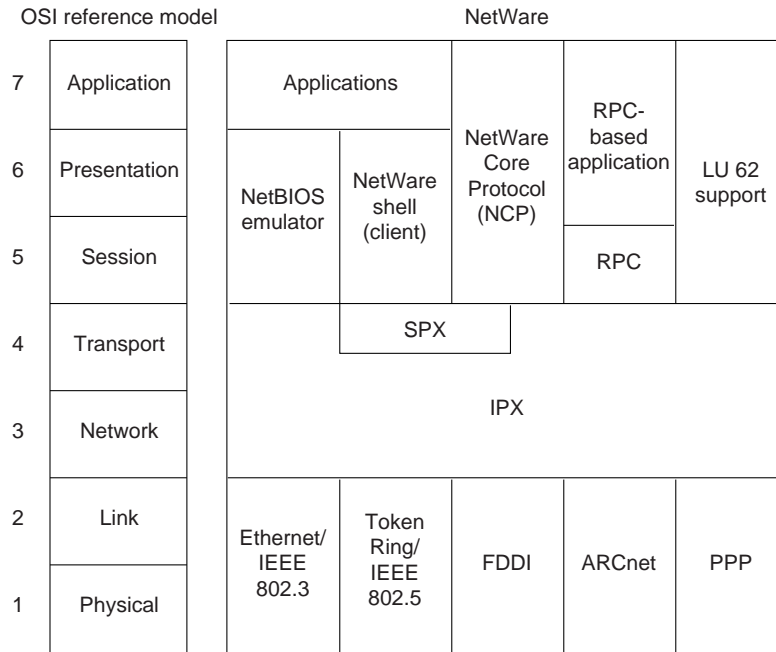 OSI reference model
NetWare
7
Application
Applications
6
Presentation
NetBIOS
emulator
NetWare
shell
(client)
NetWare
Core
Protocol
(NCP)
RPC-
based
application
LU 62
support
5
Session
RPC
4
Transport
SPX
3
Network
IPX
2
Link
1
Physical
Ethernet/
IEEE
802.3
Token
Ring/
IEEE
802.5
FDDI
ARCnet
PPP